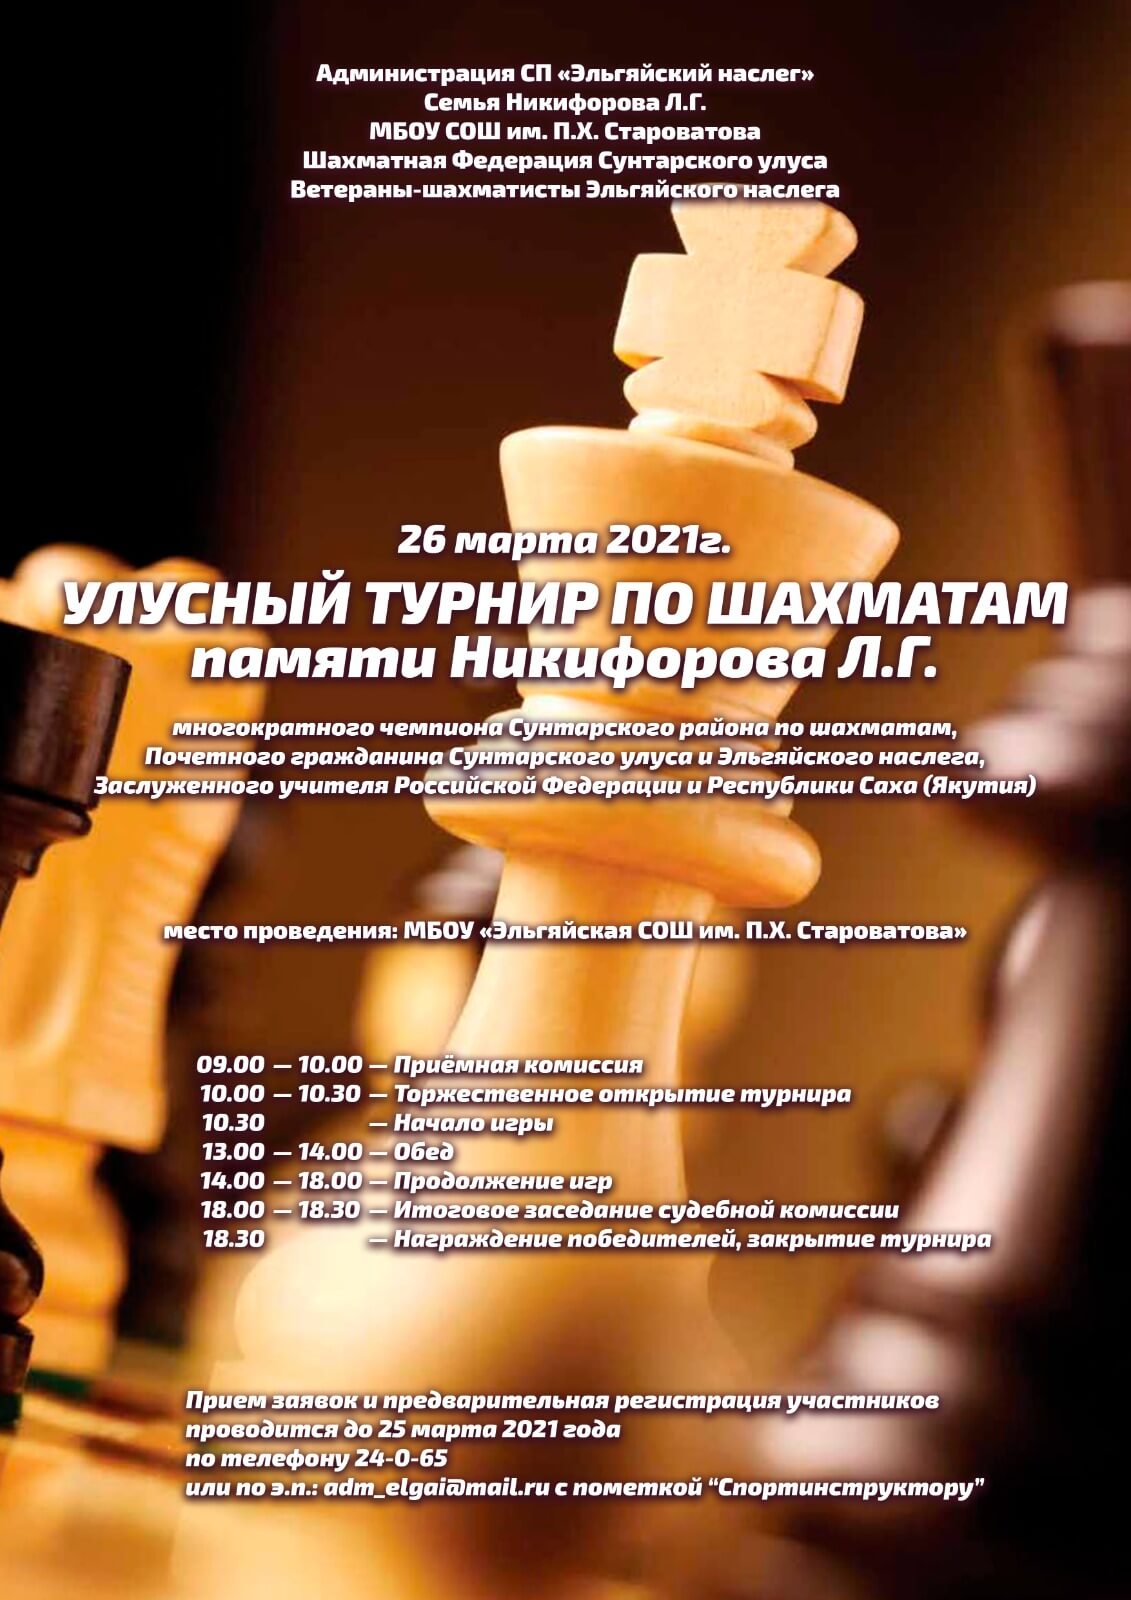 Администрация СП «Эльгяйский наслег»
Семья Никифорова Л.Г.
МБОУ СОШ им. П.Х. Староватова
Шахматная Федерация Сунтарского улуса
Ветераны-шахматисты Эльгяйского наслега
26 марта 2021г.
УЛУСНЫЙ ТУРНИР ПО ШАХМАТАМ
памяти Никифорова Л.Г.
многократного чемпиона Сунтарского района по шахматам,
Почетного гражданина Сунтарского улуса и Эльгяйского наслега,
Заслуженного учителя Российской Федерации и Республики Саха (Якутия)
место проведения: МБОУ «Эльгяйская СОШ им. П.Х. Староватова»
09.00 — 10.00 — Приёмная комиссия
10.00 — 10.30 — Торжественное открытие турнира
10.30 — Начало игры
13.00 — 14.00 — Обед
14.00 — 18.00 — Продолжение игр
18.00 — 18.30 — Итоговое заседание судебной комиссии
18.30 — Награждение победителей, закрытие турнира
Прием заявок и предварительная регистрация участников
проводится до 25 марта 2021 года
по телефону 24-0-65
или по э.п.: adm_elgai@mail.ru с пометкой “Спортинструктору”